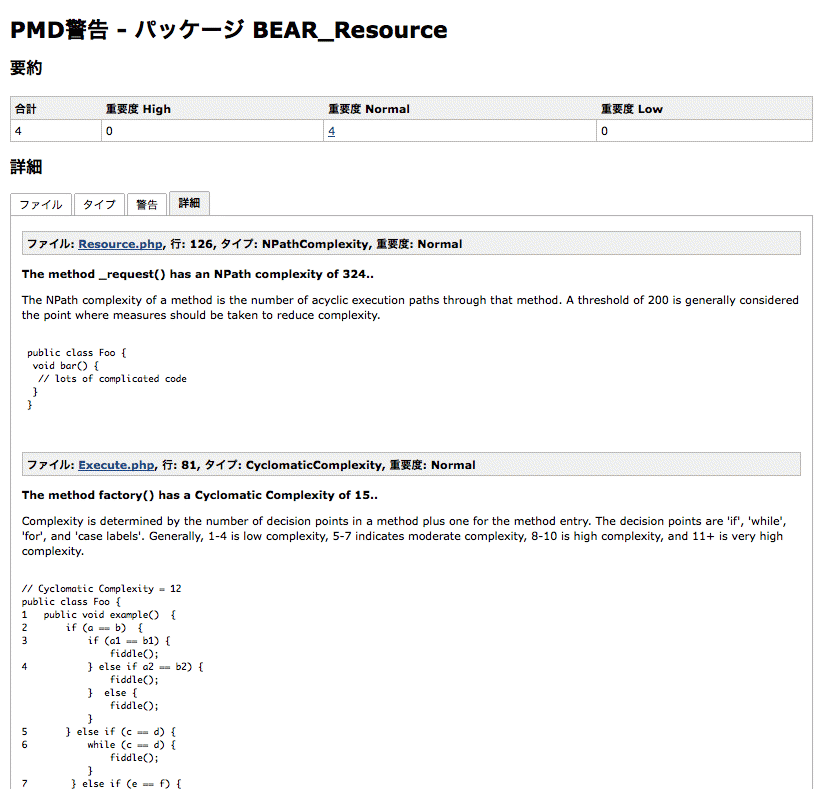 PMD警告 - パッケージ BEAR_Resource
要約
合計 重要度 High 重要度 Normal 重要度 Low
4 0 4 0
詳細
ファイル タイプ 警告 詳細
ファイル: Resource.php, 行: 126, タイプ: NPathComplexity, 重要度: Normal
The method _request() has an NPath complexity of 324..
The NPath complexity of a method is the number of acyclic execution paths through that method. A threshold of 200 is generally considered
the point where measures should be taken to reduce complexity.
public class Foo {
void bar() {
// lots of complicated code
}
}
ファイル: Execute.php, 行: 81, タイプ: CyclomaticComplexity, 重要度: Normal
The method factory() has a Cyclomatic Complexity of 15..
Complexity is determined by the number of decision points in a method plus one for the method entry. The decision points are 'if', 'while',
'for', and 'case labels'. Generally, 1-4 is low complexity, 5-7 indicates moderate complexity, 8-10 is high complexity, and 11+ is very high
complexity.
// Cyclomatic Complexity = 12
public class Foo {
1 public void example() {
2 if (a == b) {
3 if (a1 == b1) {
fiddle();
4 } else if a2 == b2) {
fiddle();
} else {
fiddle();
}
5 } else if (c == d) {
6 while (c == d) {
fiddle();
}
7 } else if (e == f) {